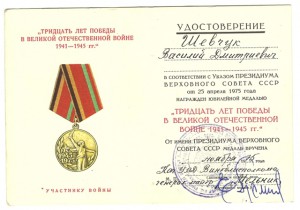 "ТРИДЦАТЬ ЛЕТ ПОБЕДЫ
В ВЕЛИКОЙ ОТЕЧЕСТВЕННОЙ ВОЙНЕ
1941—1945 гг."
"УЧАСТНИКУ ВОЙНЫ"
УДОСТОВЕРЕНИЕ
Шевчук
Василий Дмитриевич
В СООТВЕТСТВИИ С УКАЗОМ ПРЕЗИДИУМА
ВЕРХОВНОГО СОВЕТА СССР
от 25 апреля 1975 года
НАГРАЖДЕН ЮБИЛЕЙНОЙ МЕДАЛЬЮ
"ТРИДЦАТЬ ЛЕТ ПОБЕДЫ
В ВЕЛИКОЙ ОТЕЧЕСТВЕННОЙ
ВОЙНЕ 1941—1945 гг."
От имени ПРЕЗИДИУМА ВЕРХОВНОГО
СОВЕТА СССР МЕДАЛЬ ВРУЧЕНА